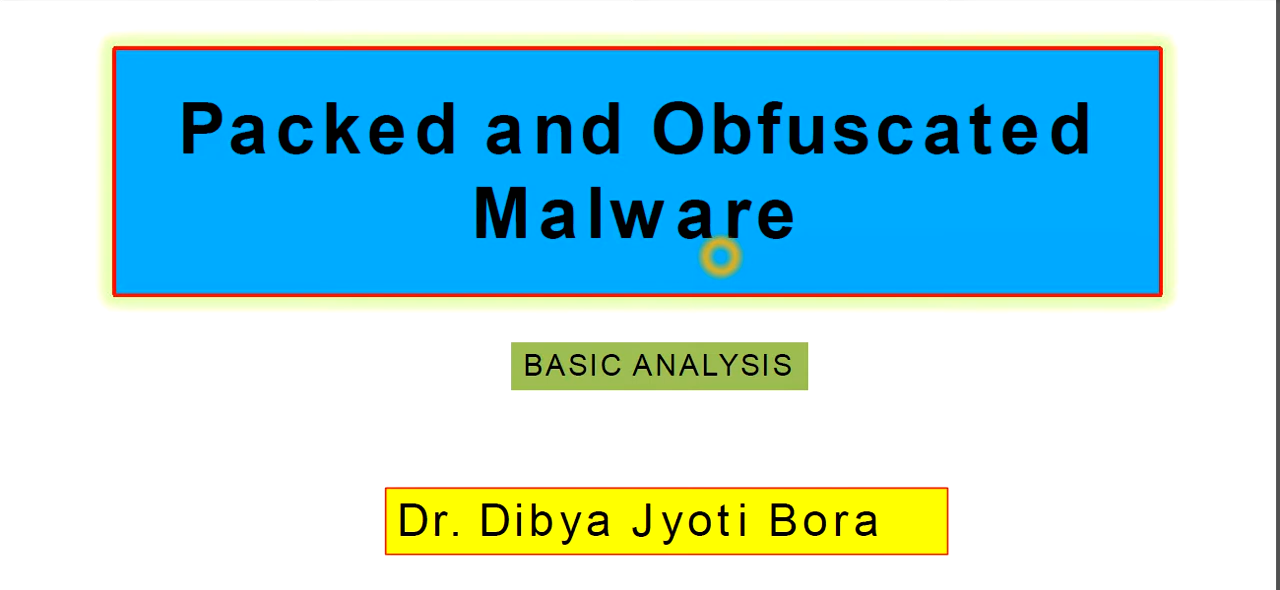 Packed and Obfuscated
Malware
BASIC ANALYSIS
Dr. Dibya Jyoti Bora